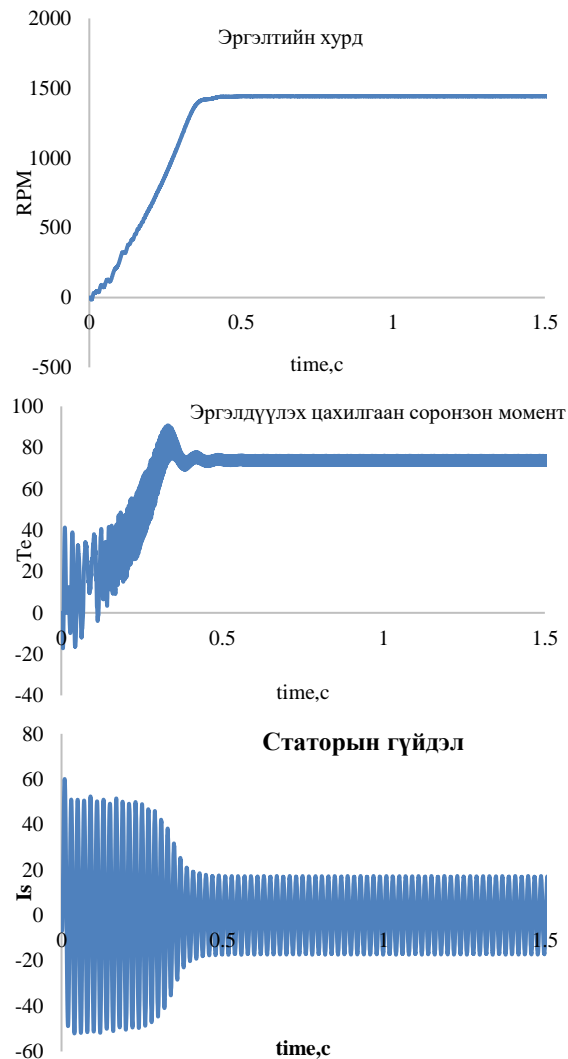 Эргэлтийн хурд
2000
1500
1000
500
0
-500
RPM
0 0.5 1 1.5
time,c
Эргэлдүүлэх цахилгаан соронзон момент
100
80
60
40
20
0
-20
-40
Te
0 0.5 1 1.5
time,c
Статорын гүйдэл
80
60
40
20
0
-20
-40
-60
Is
0 0.5 1 1.5
time,c